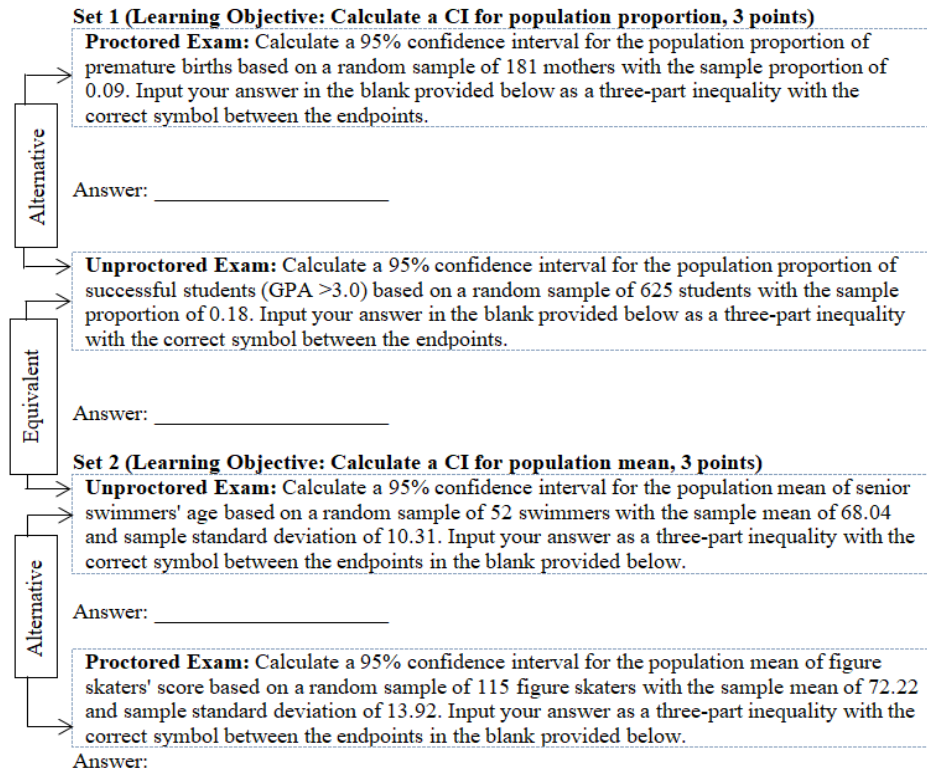 Set 1 (Learning Objective: Calculate a CI for population proportion, 3 points)
Proctored Exam: Calculate a 95% confidence interval for the population proportion of
premature births based on a random sample of 181 mothers with the sample proportion of
0.09. Input your answer in the blank provided below as a three-part inequality with the
correct symbol between the endpoints.
Alternative
Answer:
Unproctored Exam: Calculate a 95% confidence interval for the population proportion of
successful students (GPA >3.0) based on a random sample of 625 students with the sample
proportion of 0.18. Input your answer in the blank provided below as a three-part inequality
with the correct symbol between the endpoints.
Equivalent
Answer:
Set 2 (Learning Objective: Calculate a CI for population mean, 3 points)
Unproctored Exam: Calculate a 95% confidence interval for the population mean of senior
swimmers' age based on a random sample of 52 swimmers with the sample mean of 68.04
and sample standard deviation of 10.31. Input your answer as a three-part inequality with the
correct symbol between the endpoints in the blank provided below.
Alternative
Answer:
Proctored Exam: Calculate a 95% confidence interval for the population mean of figure
skaters' score based on a random sample of 115 figure skaters with the sample mean of 72.22
and sample standard deviation of 13.92. Input your answer as a three-part inequality with the
correct symbol between the endpoints in the blank provided below.
Answer: